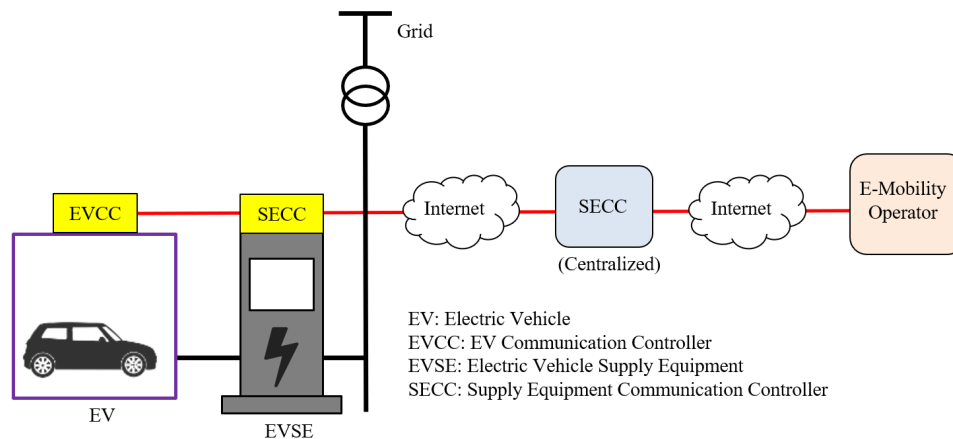 Grid
EVCC
SECC
Internet
SECC
Internet
E-Mobility
Operator
(Centralized)
EV: Electric Vehicle
EVCC: EV Communication Controller
EVSE: Electric Vehicle Supply Equipment
SECC: Supply Equipment Communication Controller
EV
EVSE